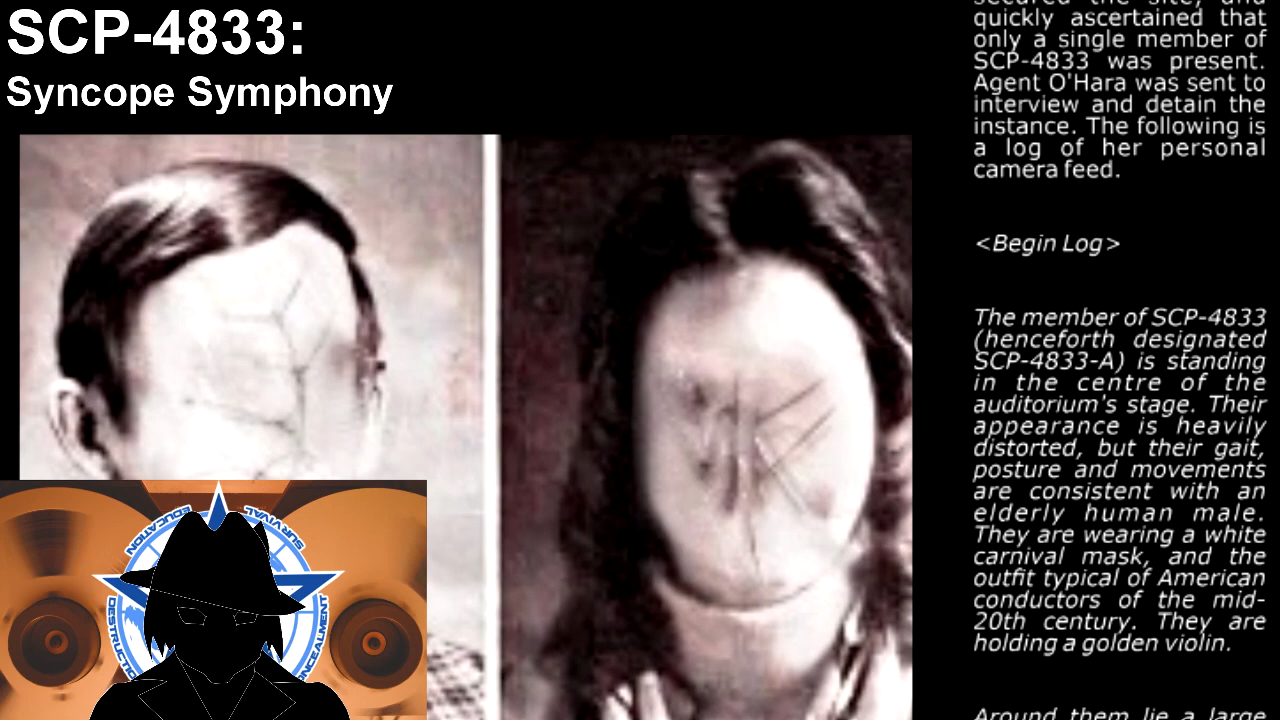 SCP-4833:
Syncope Symphony
secured the site, and
quickly ascertained that
only a single member of
SCP-4833 was present.
Agent O'Hara was sent to
interview and detain the
instance. The following is
a log of her personal
camera feed.
<Begin Log>
The member of SCP-4833
(henceforth designated
SCP-4833-A) is standing
in the centre of the
auditorium's stage. Their
appearance is heavily
distorted, but their gait,
posture and movements
are consistent with an
elderly human male.
They are wearing a white
carnival mask, and the
outfit typical of American
conductors of the mid-
20th century. They are
holding a golden violin.
Around them lie a large
EDUCATION
SURVIVAL